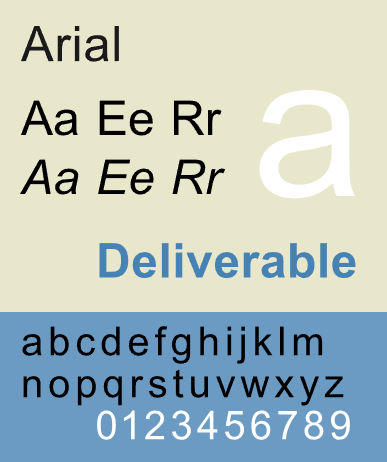 Arial
Aa Ee Rr
a
Aa Ee Rr
Deliverable
abcdefghijklm
nopqrstuvwxyz
0123456789